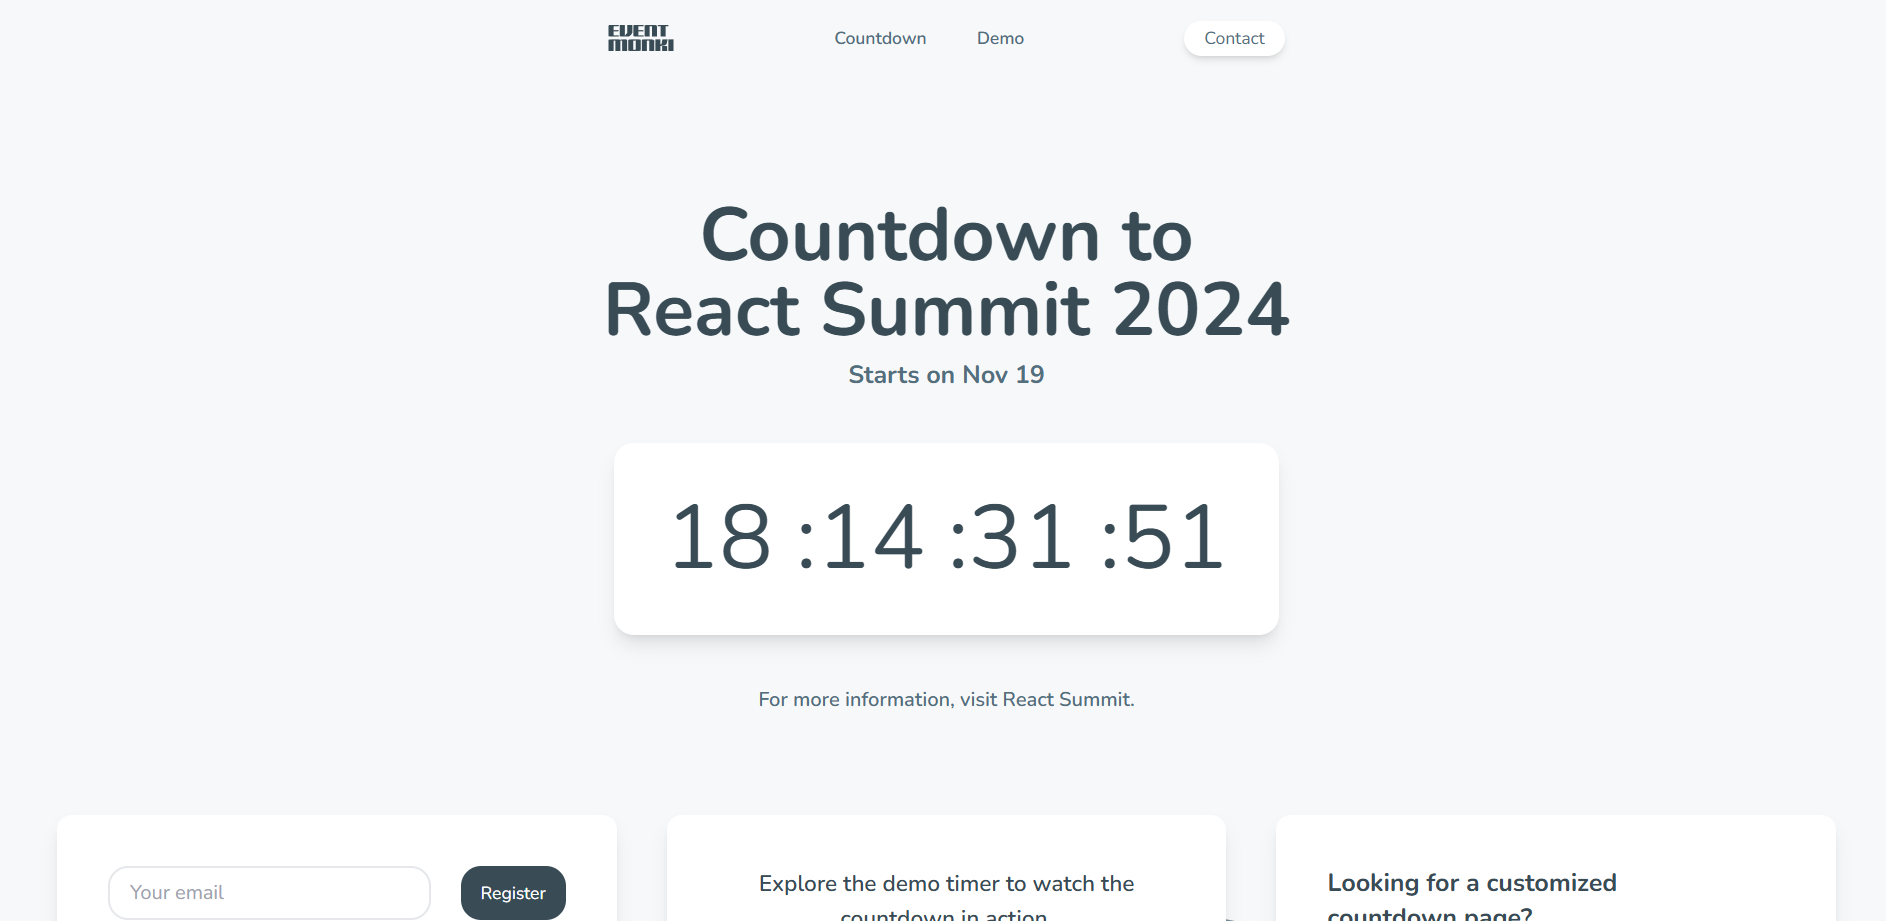 EVENT
MONKI
Countdown
Demo
Contact
Countdown to
React Summit 2024
Starts on Nov 19
18 :14 :31 :51
For more information, visit React Summit.
Your email
Register
Explore the demo timer to watch the
countdown in action
Looking for a customized
countdown page?